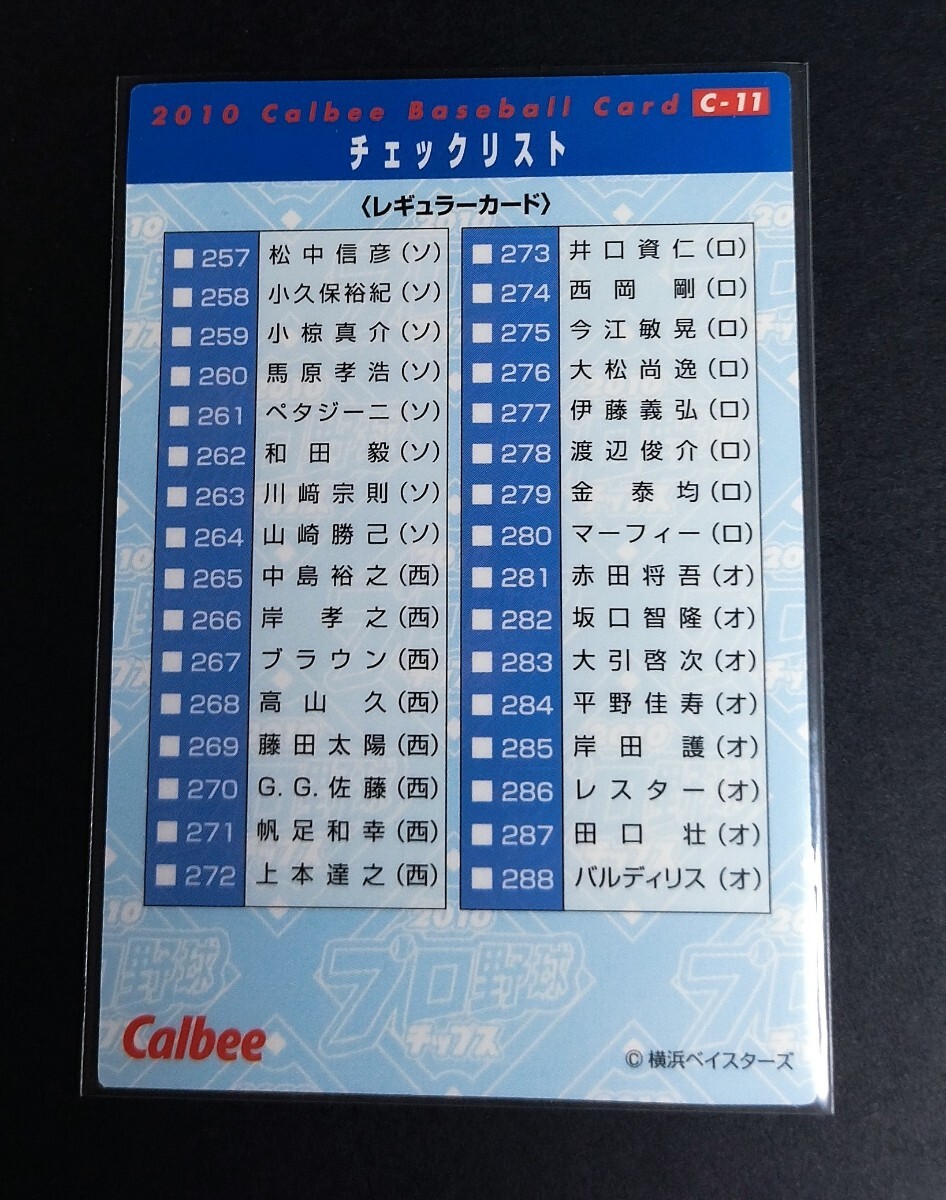 2010 Calbee Baseball Card C-11
チェックリスト
〈レギュラーカード〉
257 松中信彦(ソ)
258 小久保裕紀(ソ)
259 小椋真介(ソ)
260 馬原孝浩(ソ)
261 ペタジーニ(ソ)
262 和田毅(ソ)
263 川﨑宗則(ソ)
264 山崎勝己(ソ)
265 中島裕之(西)
266 岸孝之(西)
267 ブラウン(西)
268 高山久(西)
269 藤田太陽(西)
270 G.G.佐藤(西)
271 帆足和幸(西)
272 上本達之(西)
273 井口資仁(ロ)
274 西岡剛(ロ)
275 今江敏晃(ロ)
276 大松尚逸(ロ)
277 伊藤義弘(ロ)
278 渡辺俊介(ロ)
279 金泰均(ロ)
280 マーフィー(ロ)
281 赤田将吾(オ)
282 坂口智隆(オ)
283 大引啓次(オ)
284 平野佳寿(オ)
285 岸田護(オ)
286 レスター(オ)
287 田口壮(オ)
288 バルディリス(オ)
2010
プロ野球
チップス
Calbee
© 横浜ベイスターズ